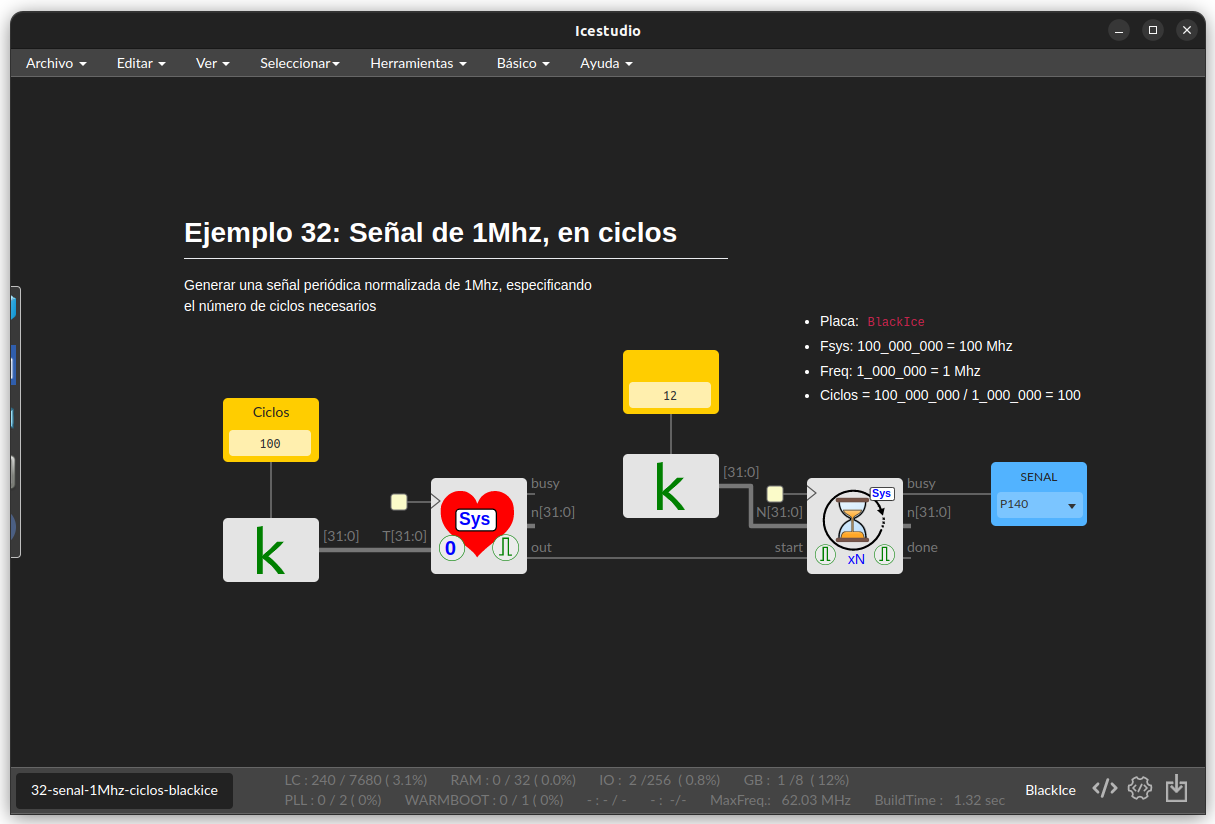 Icestudio
Archivo Editar Ver Seleccionar Herramientas Básico Ayuda
Ejemplo 32: Señal de 1Mhz, en ciclos
Generar una señal periódica normalizada de 1Mhz, especificando
el número de ciclos necesarios
Placa: BlackIce
Fsys: 100_000_000 = 100 Mhz
Freq: 1_000_000 = 1 Mhz
Ciclos = 100_000_000 / 1_000_000 = 100
12
Ciclos
100
k
[31:0]
k
[31:0]
T[31:0]
Sys
0
busy
n[31:0]
out
N[31:0]
start
Sys
xN
busy
n[31:0]
done
SENAL
P140
32-senal-1Mhz-ciclos-blackice
LC : 240 / 7680 ( 3.1%) RAM : 0 / 32 ( 0.0%) IO : 2 /256 ( 0.8%) GB : 1 /8 ( 12%)
PLL : 0 / 2 ( 0%) WARMBOOT : 0 / 1 ( 0%) - : - / - - : -/- MaxFreq.: 62.03 MHz BuildTime : 1.32 sec
BlackIce